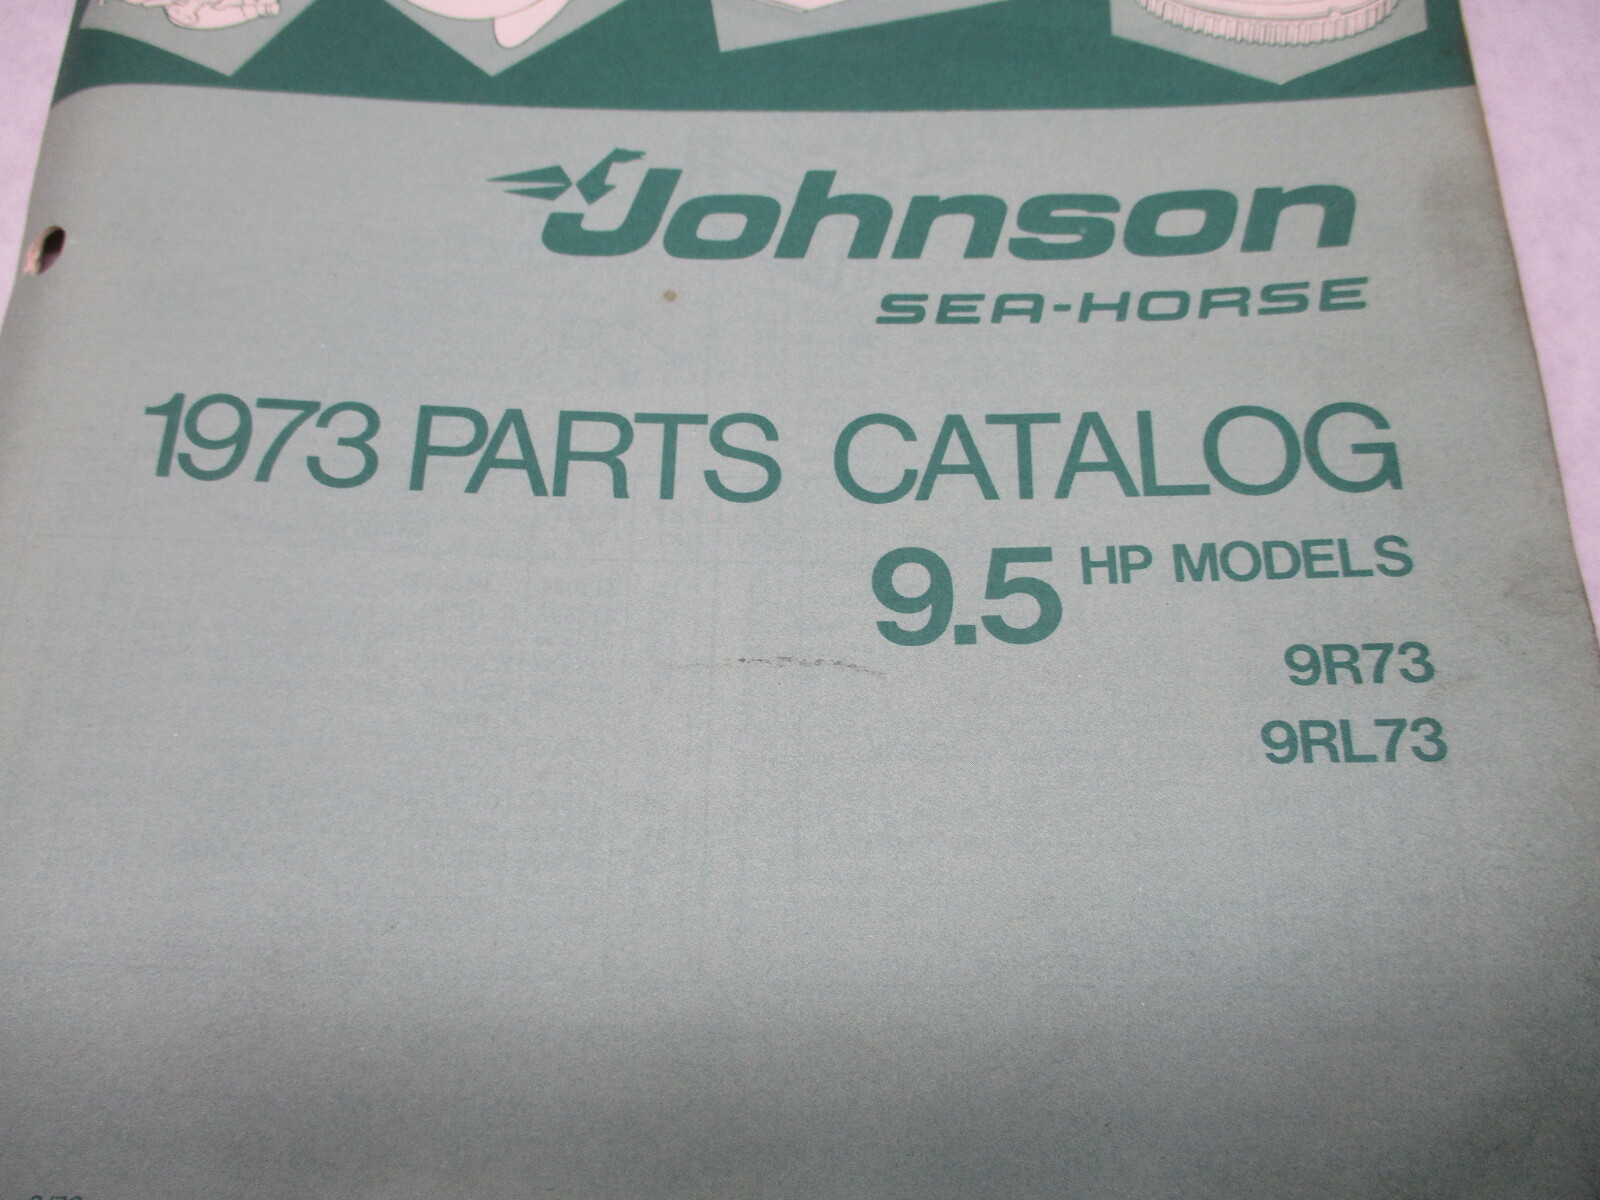 Johnson
SEA-HORSE
1973 PARTS CATALOG
9.5 HP MODELS
9R73
9RL73